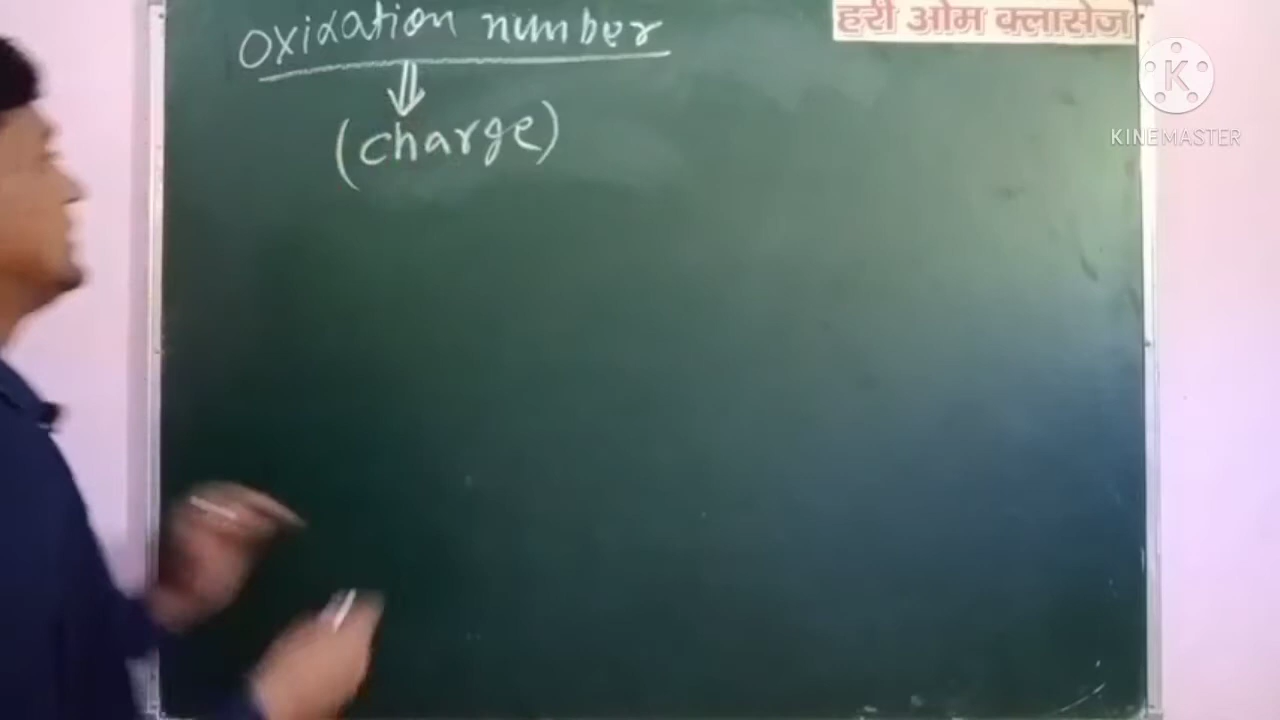 oxidation number
हरी ओम क्लासेज
(charge)
K
KINEMASTER